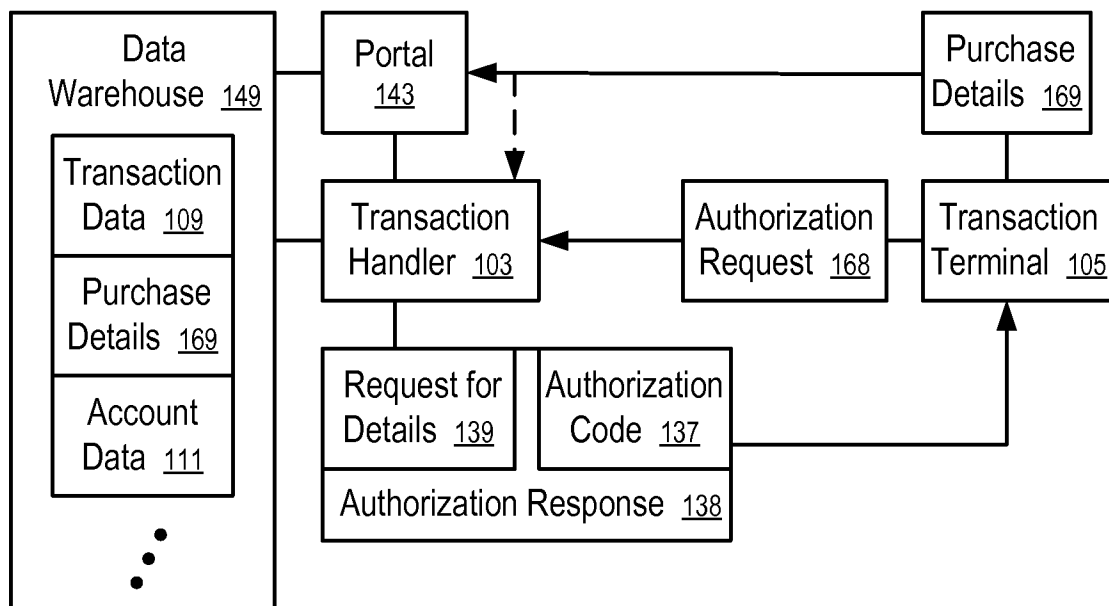 Data
Warehouse 149
Transaction
Data 109
Purchase
Details 169
Account
Data 111
Portal
143
Purchase
Details 169
Transaction
Handler 103
Authorization
Request 168
Transaction
Terminal 105
Request for
Details 139
Authorization
Code 137
Authorization Response 138